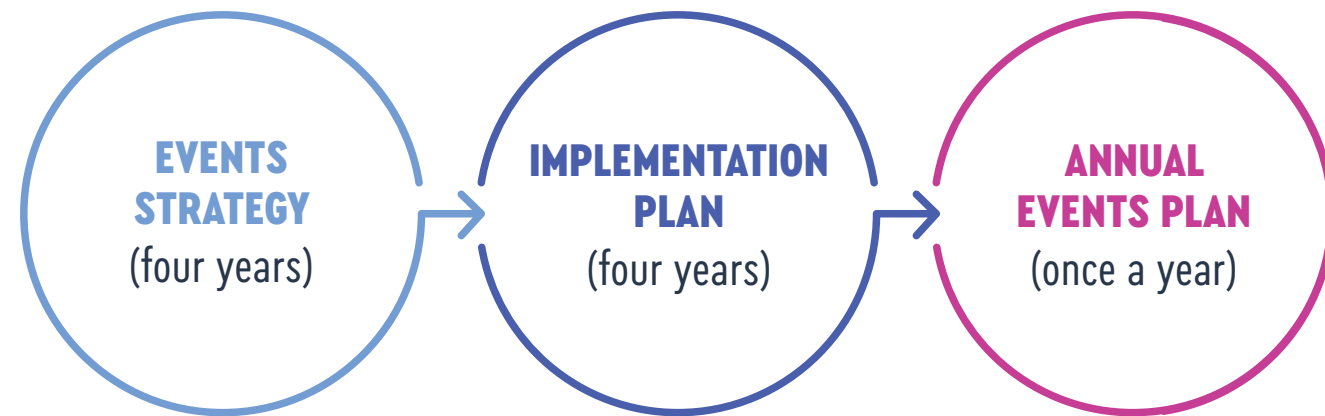 EVENTS
STRATEGY
(four years)
IMPLEMENTATION
PLAN
(four years)
ANNUAL
EVENTS PLAN
(once a year)